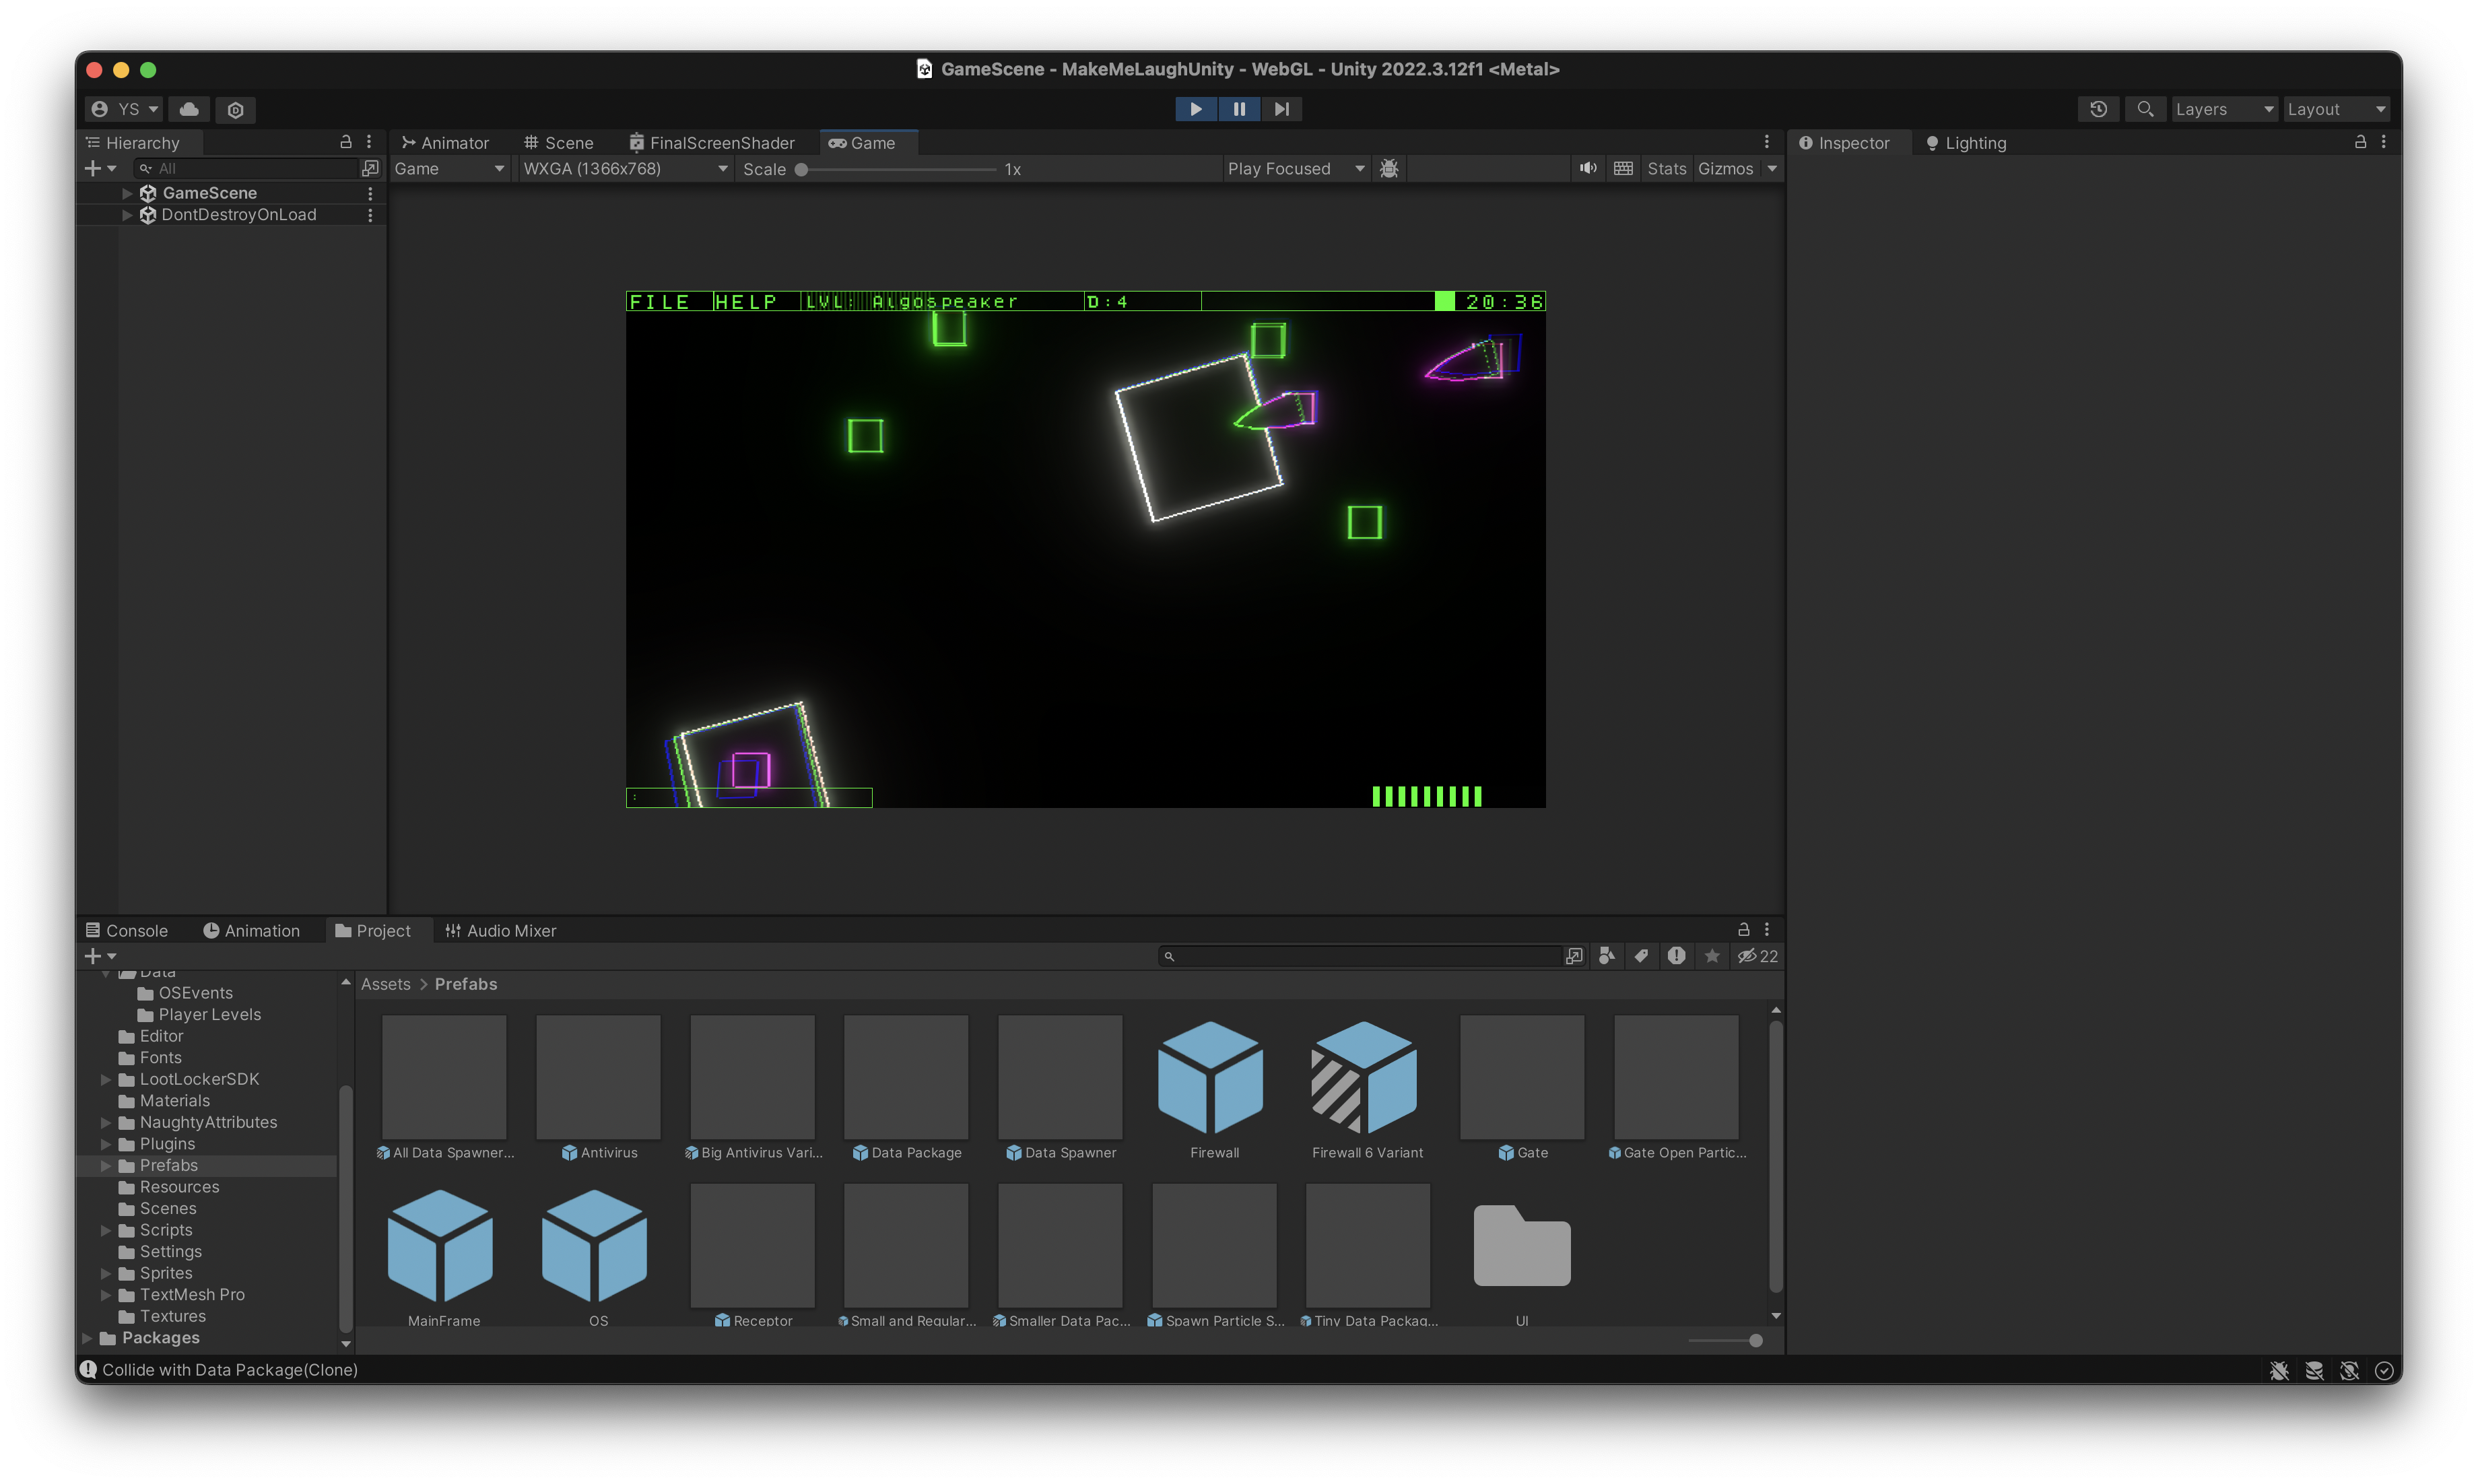 GameScene - MakeMeLaughUnity - WebGL - Unity 2022.3.12f1 <Metal>
YS
Layers
Layout
Hierarchy
Animator
Scene
FinalScreenShader
Game
Inspector
Lighting
All
Game
WXGA (1366x768)
Scale
1x
Play Focused
Stats
Gizmos
GameScene
DontDestroyOnLoad
FILE
HELP
LVL: Algospeaker
D:4
20:36
:
Console
Animation
Project
Audio Mixer
22
Data
OSEvents
Player Levels
Editor
Fonts
LootLockerSDK
Materials
NaughtyAttributes
Plugins
Prefabs
Resources
Scenes
Scripts
Settings
Sprites
TextMesh Pro
Textures
Packages
Assets > Prefabs
All Data Spawner...
Antivirus
Big Antivirus Vari...
Data Package
Data Spawner
Firewall
Firewall 6 Variant
Gate
Gate Open Partic...
MainFrame
OS
Receptor
Small and Regular...
Smaller Data Pac...
Spawn Particle S...
Tiny Data Packag...
UI
Collide with Data Package(Clone)